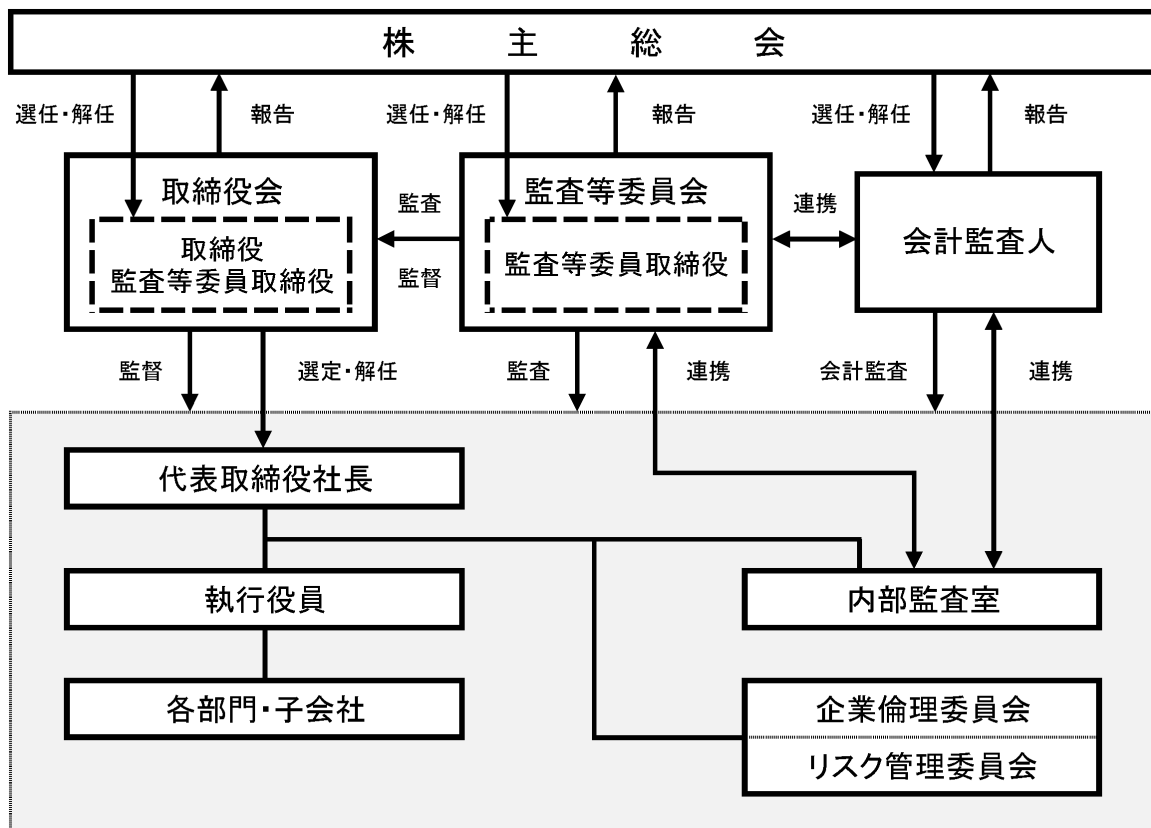 株主総会
選任・解任
報告
選任・解任
報告
選任・解任
報告
取締役会
取締役
監査等委員取締役
監査
監督
監査等委員会
監査等委員取締役
連携
会計監査人
監督
選定・解任
監査
連携
会計監査
連携
代表取締役社長
執行役員
内部監査室
各部門・子会社
企業倫理委員会
リスク管理委員会